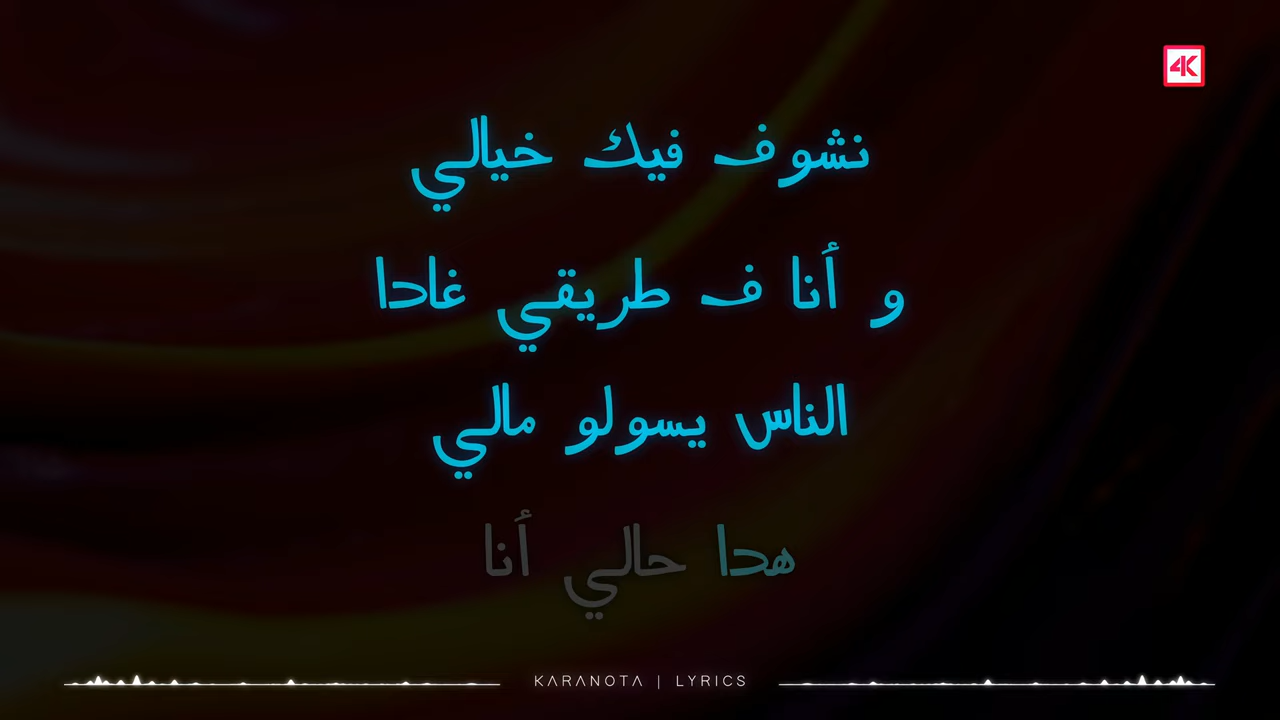 4K
نشوف فيك خيالي
و أنا ف طريقي غادا
الناس يسولو مالي
هدا حالي أنا
KARANOTA | LYRICS